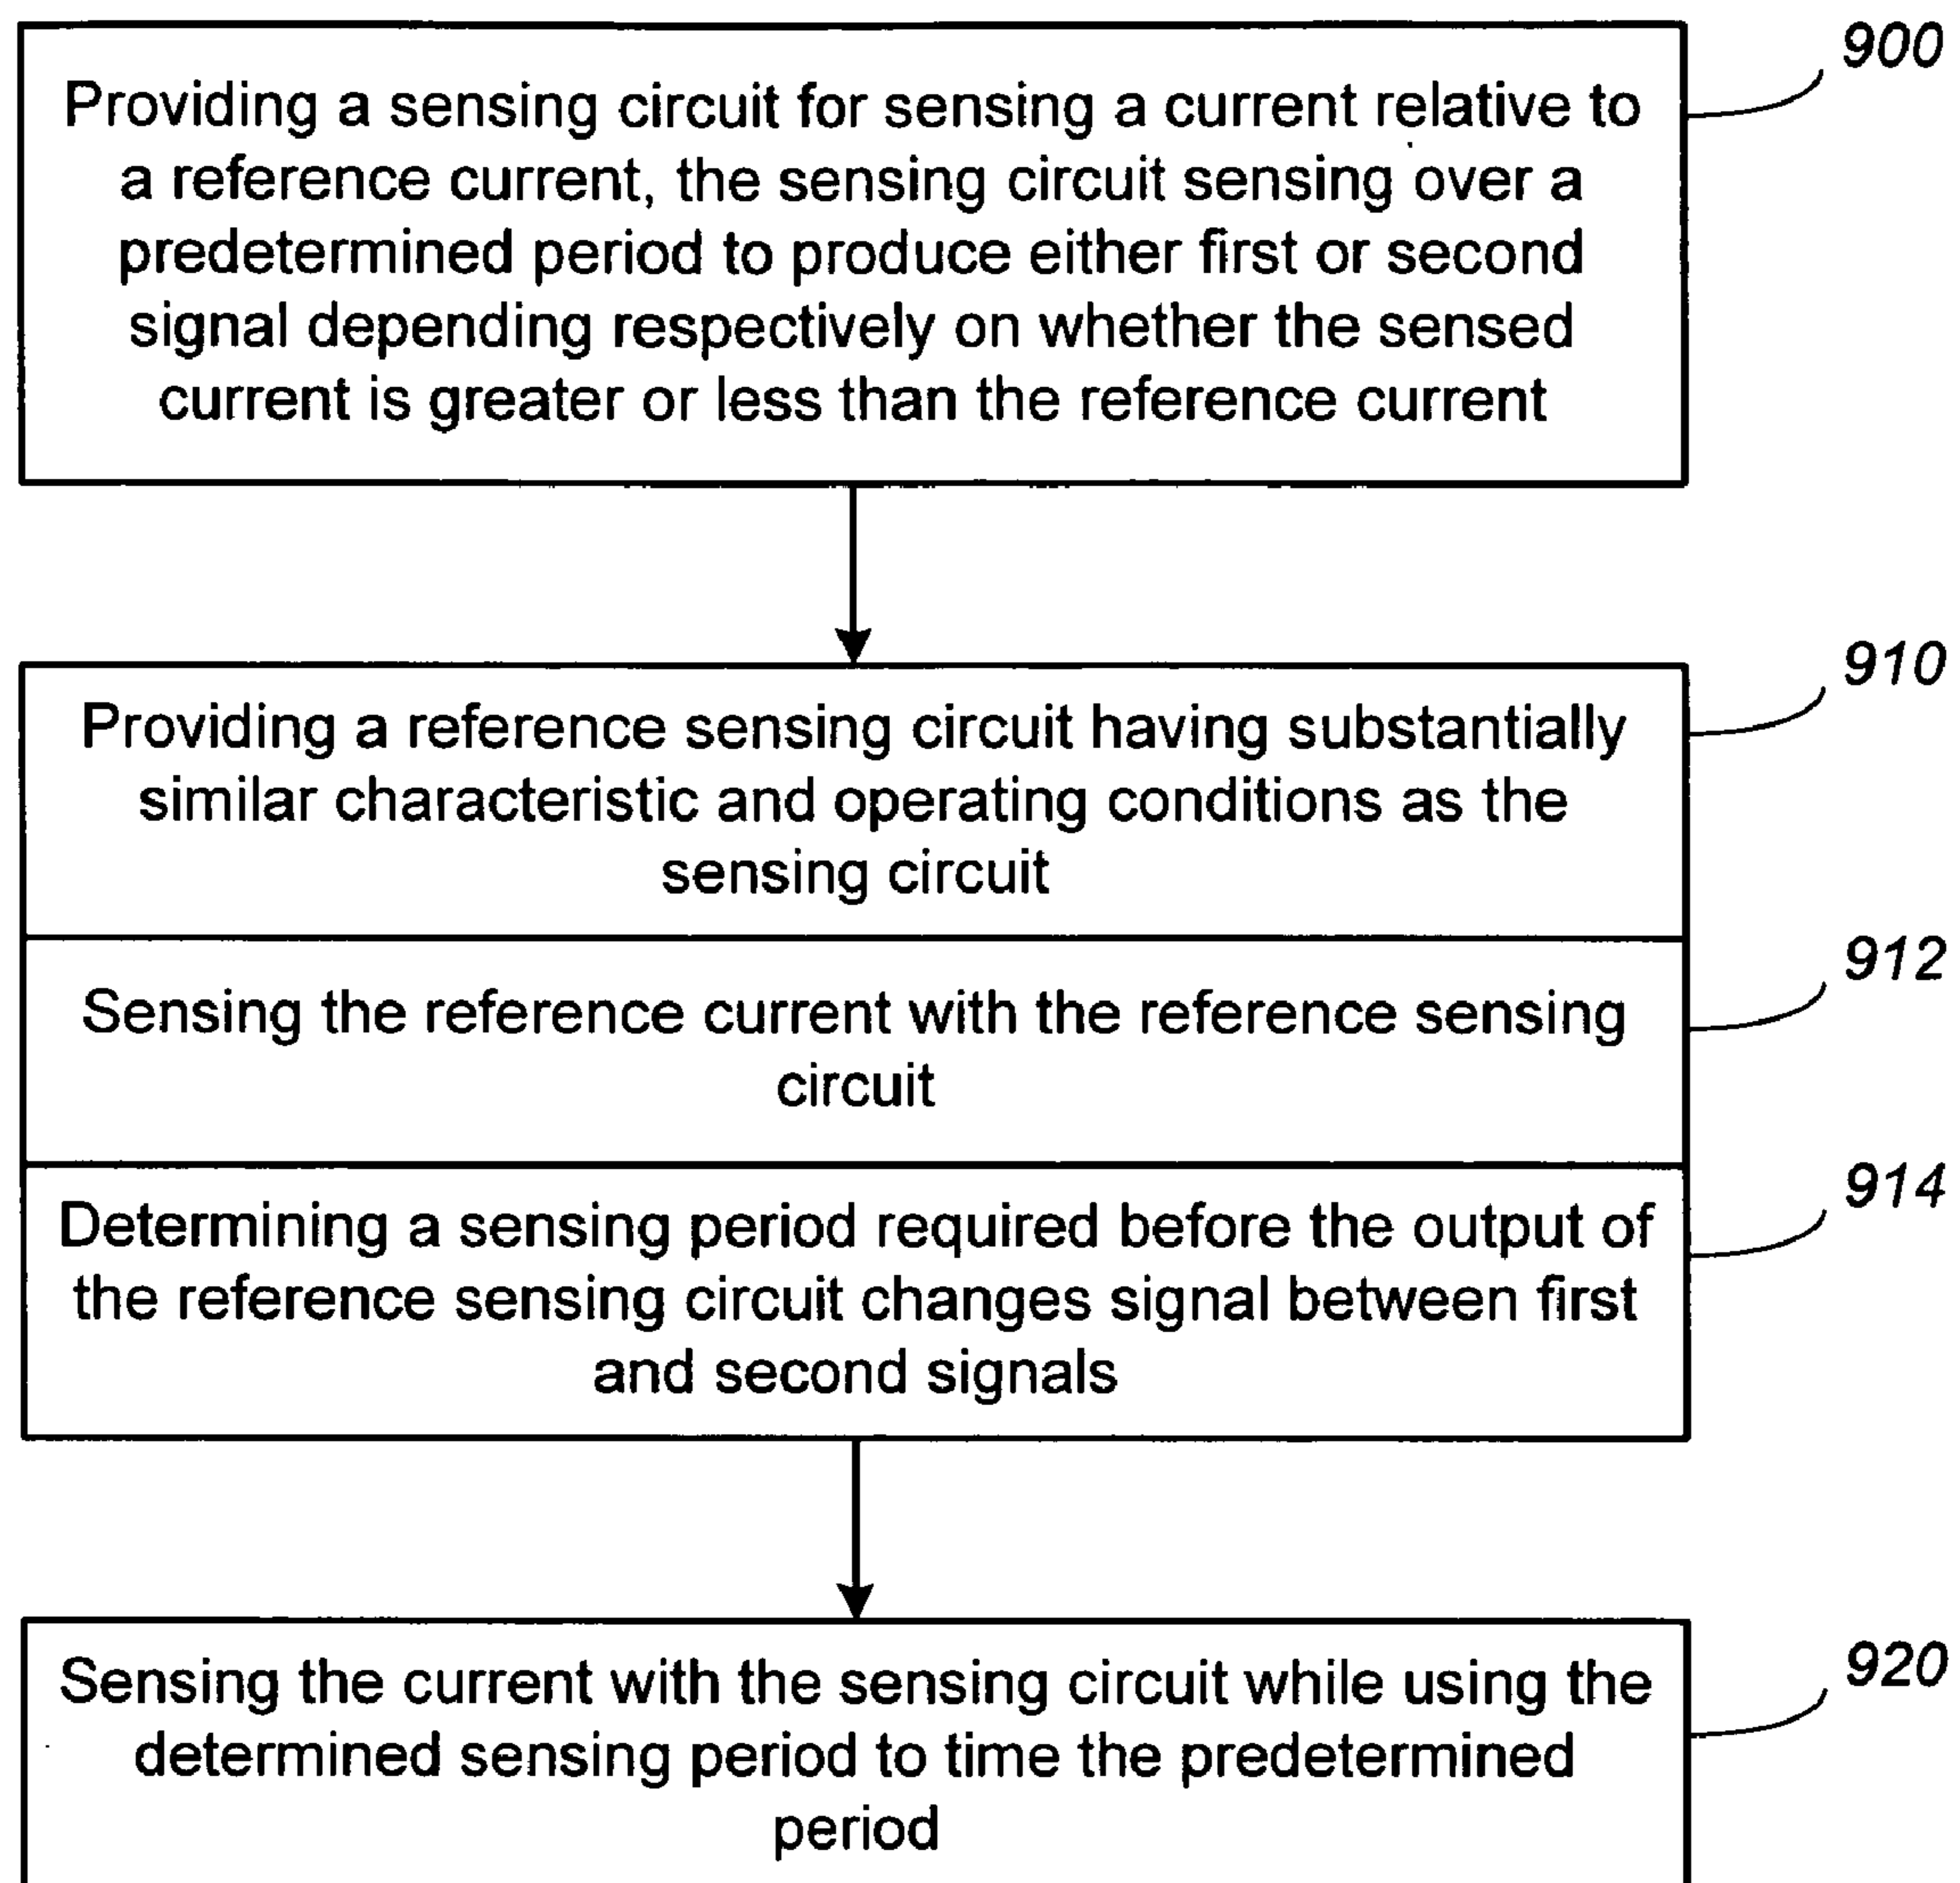 900
Providing a sensing circuit for sensing a current relative to
a reference current, the sensing circuit sensing over a
predetermined period to produce either first or second
signal depending respectively on whether the sensed
current is greater or less than the reference current
910
Providing a reference sensing circuit having substantially
similar characteristic and operating conditions as the
sensing circuit
912
Sensing the reference current with the reference sensing
circuit
914
Determining a sensing period required before the output of
the reference sensing circuit changes signal between first
and second signals
920
Sensing the current with the sensing circuit while using the
determined sensing period to time the predetermined
period